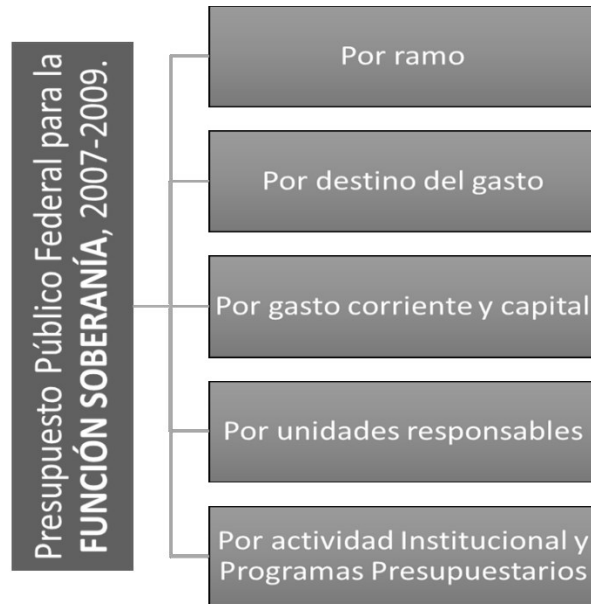 Presupuesto Público Federal para la
FUNCIÓN SOBERANÍA, 2007-2009.
Por ramo
Por destino del gasto
Por gasto corriente y capital
Por unidades responsables
Por actividad Institucional y
Programas Presupuestarios